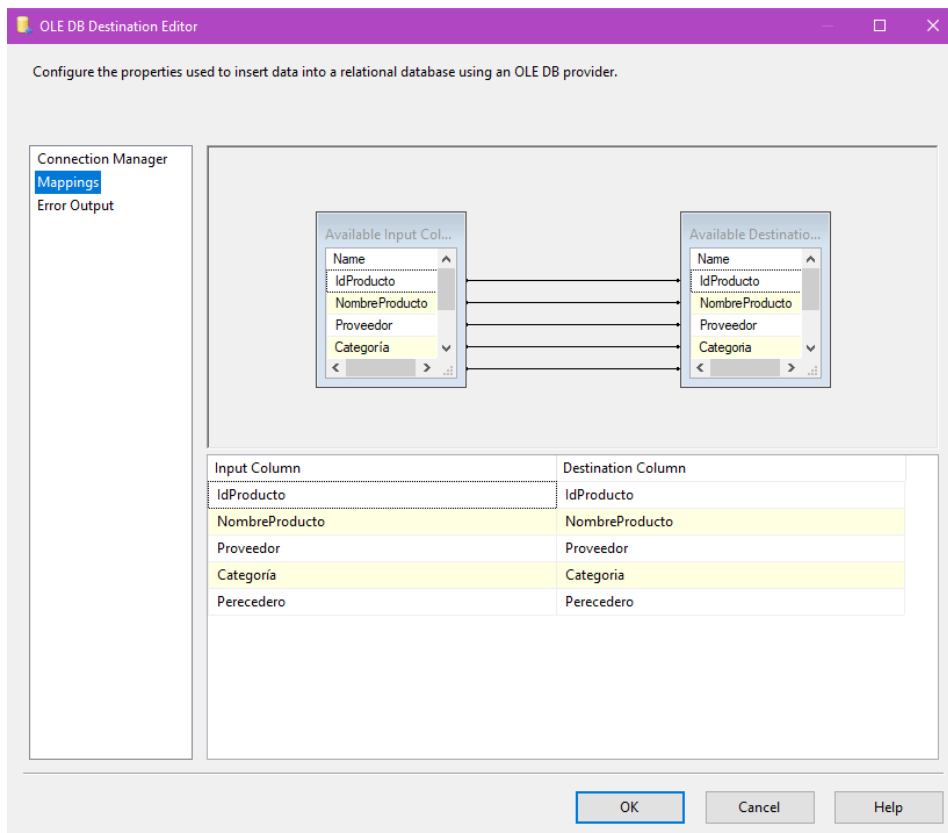 OLE DB Destination Editor
Configure the properties used to insert data into a relational database using an OLE DB provider.
Connection Manager
Mappings
Error Output
Available Input Col...
Name
IdProducto
NombreProducto
Proveedor
Categoría
Available Destinatio...
Name
IdProducto
NombreProducto
Proveedor
Categoria
Input Column Destination Column
IdProducto IdProducto
NombreProducto NombreProducto
Proveedor Proveedor
Categoría Categoria
Perecedero Perecedero
OK Cancel Help